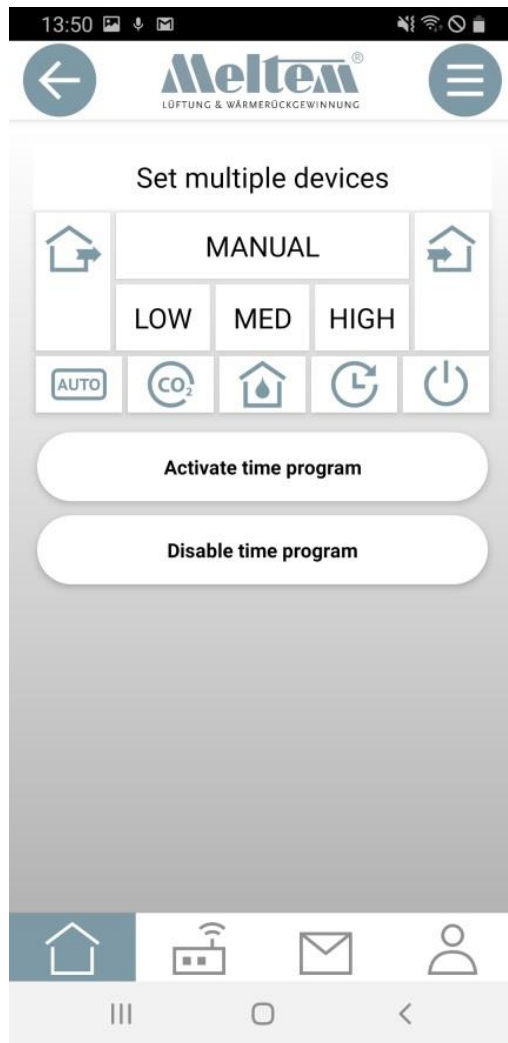 13:50
Meltem®
LÜFTUNG & WÄRMERÜCKGEWINNUNG
Set multiple devices
MANUAL
LOW MED HIGH
AUTO CO₂
Activate time program
Disable time program